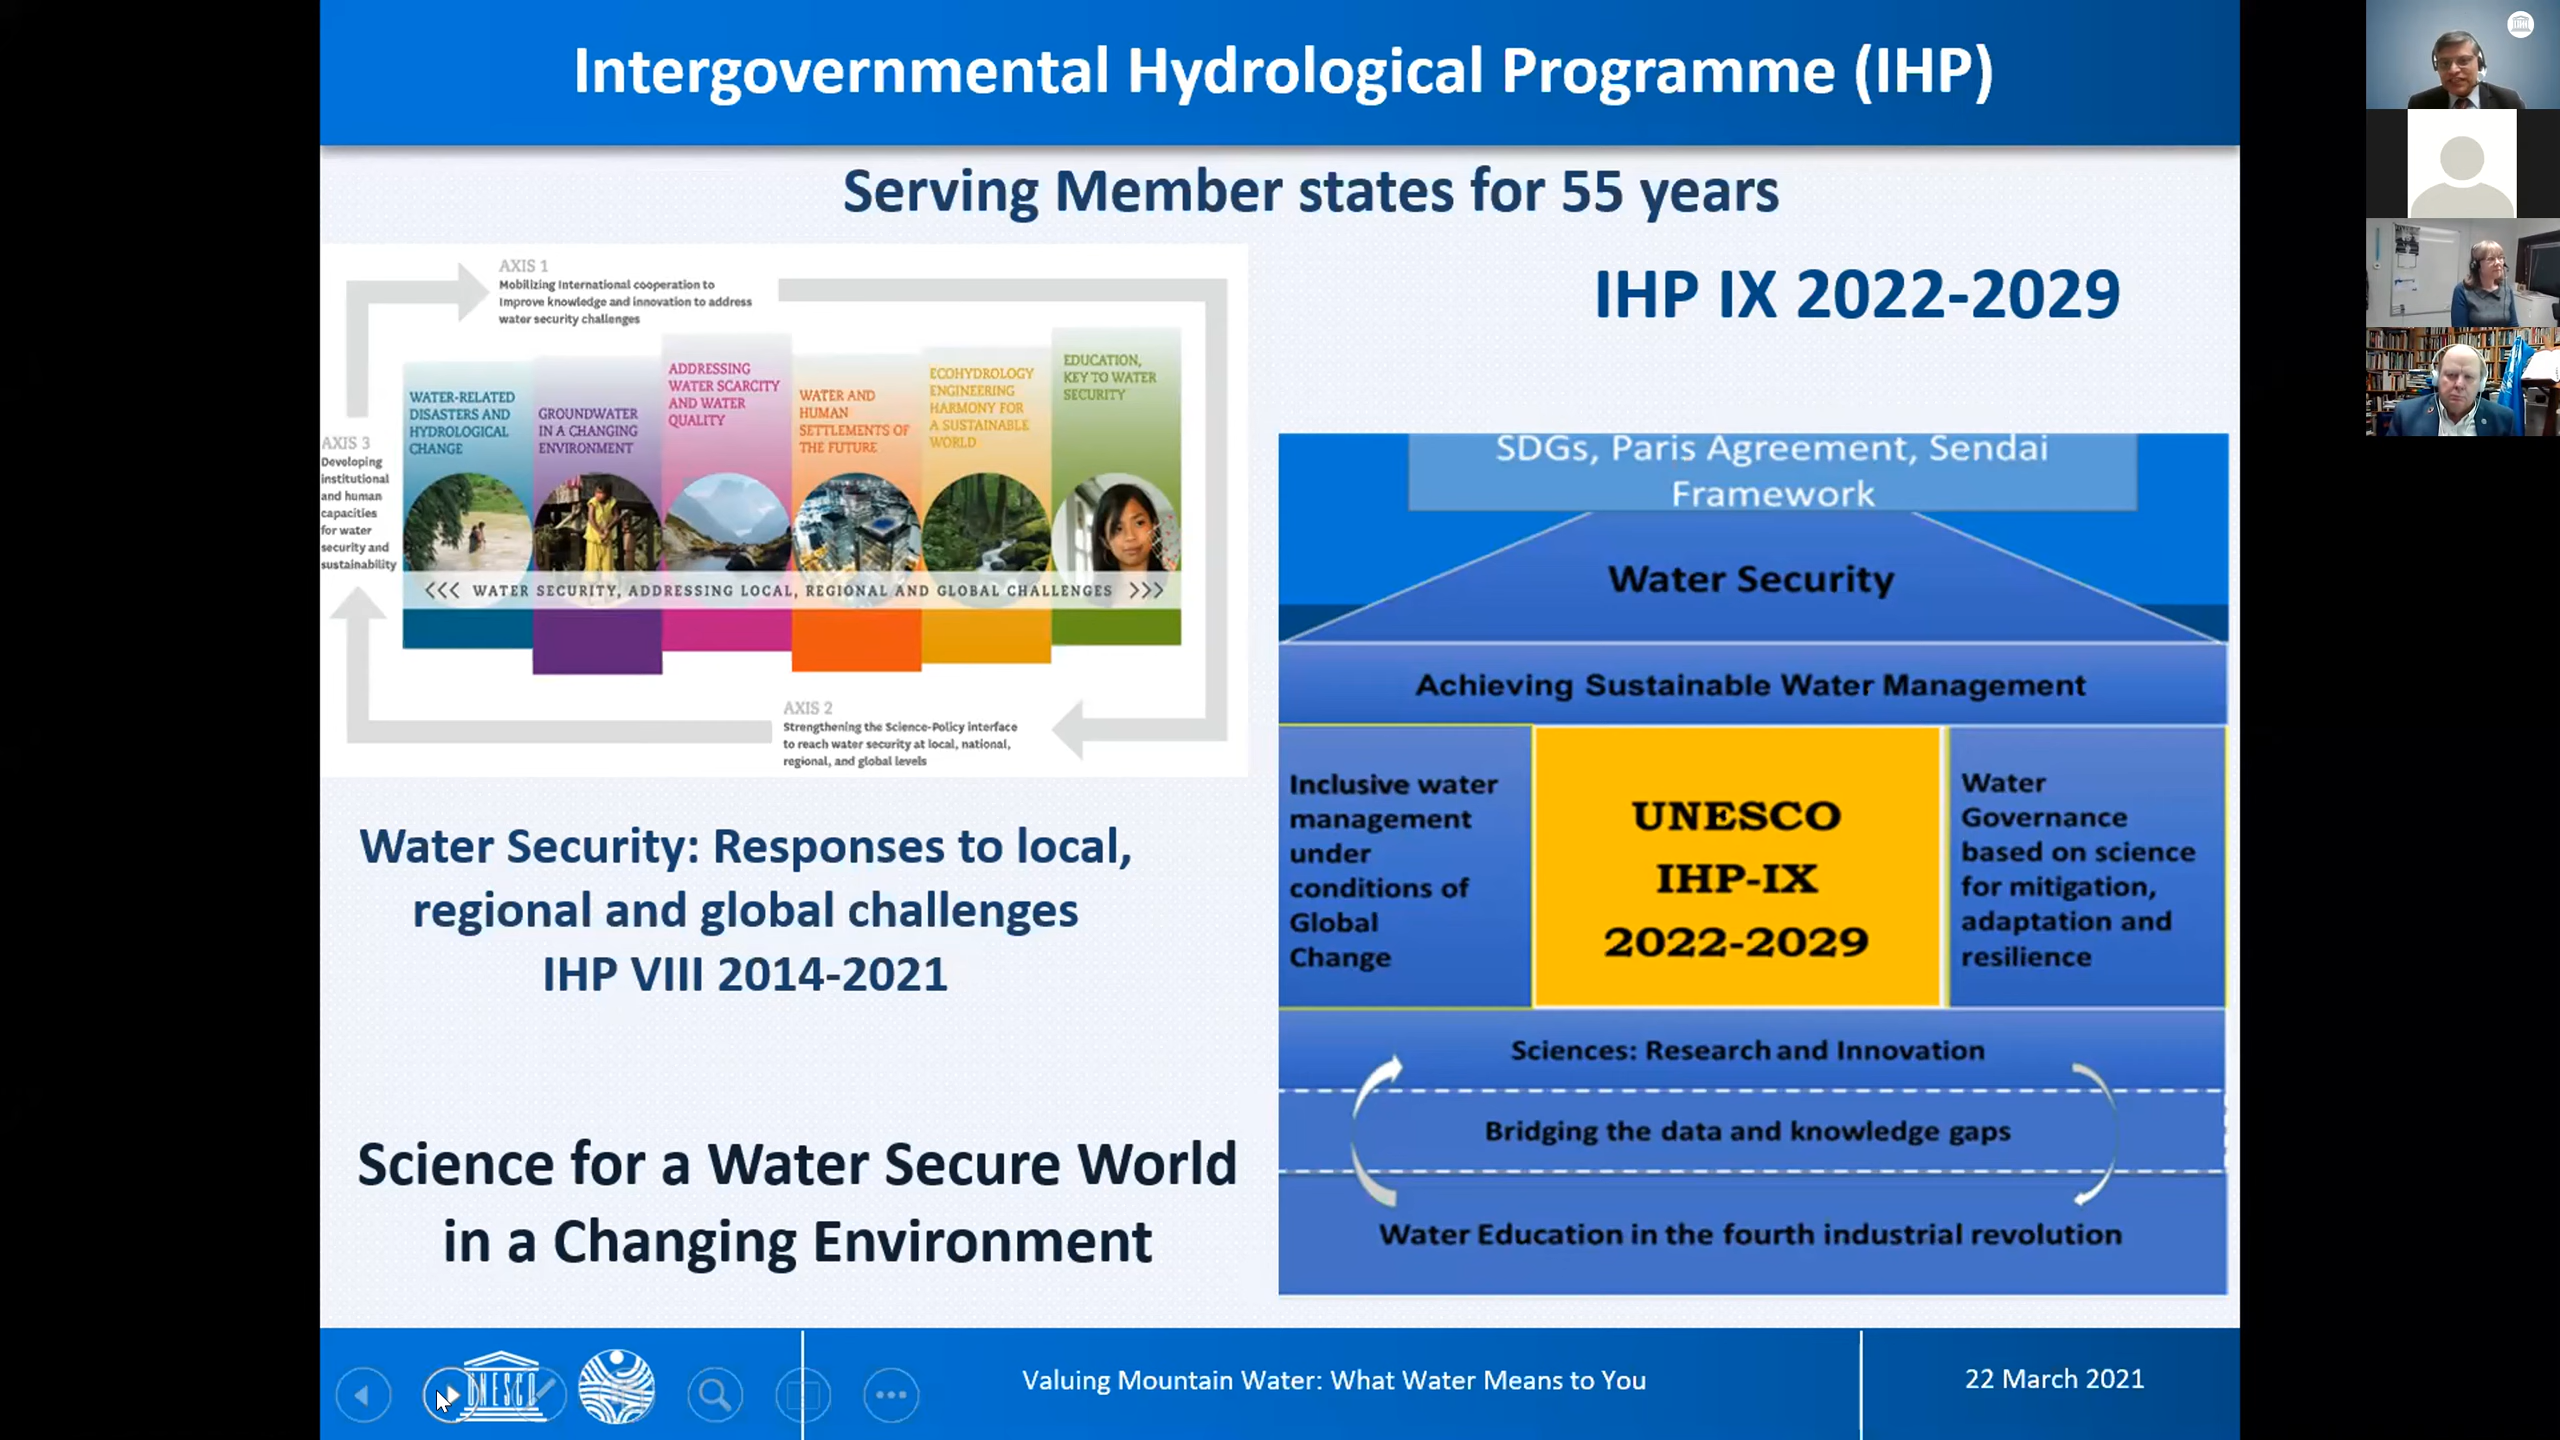 Intergovernmental Hydrological Programme (IHP)
Serving Member states for 55 years
AXIS 1
Mobilizing International cooperation to
Improve knowledge and innovation to address
water security challenges
WATER-RELATED
DISASTERS AND
HYDROLOGICAL
CHANGE
GROUNDWATER
IN A CHANGING
ENVIRONMENT
ADDRESSING
WATER SCARCITY
AND WATER
QUALITY
WATER AND
HUMAN
SETTLEMENTS OF
THE FUTURE
ECOHYDROLOGY
ENGINEERING
HARMONY FOR
A SUSTAINABLE
WORLD
EDUCATION,
KEY TO WATER
SECURITY
AXIS 3
Developing
institutional
and human
capacities
for water
security and
sustainability
<<< WATER SECURITY, ADDRESSING LOCAL, REGIONAL AND GLOBAL CHALLENGES >>>
AXIS 2
Strengthening the Science-Policy interface
to reach water security at local, national,
regional, and global levels
Water Security: Responses to local,
regional and global challenges
IHP VIII 2014-2021
Science for a Water Secure World
in a Changing Environment
IHP IX 2022-2029
SDGs, Paris Agreement, Sendai
Framework
Water Security
Achieving Sustainable Water Management
Inclusive water
management
under
conditions of
Global
Change
UNESCO
IHP-IX
2022-2029
Water
Governance
based on science
for mitigation,
adaptation and
resilience
Sciences: Research and Innovation
Bridging the data and knowledge gaps
Water Education in the fourth industrial revolution
UNESCO
Valuing Mountain Water: What Water Means to You
22 March 2021